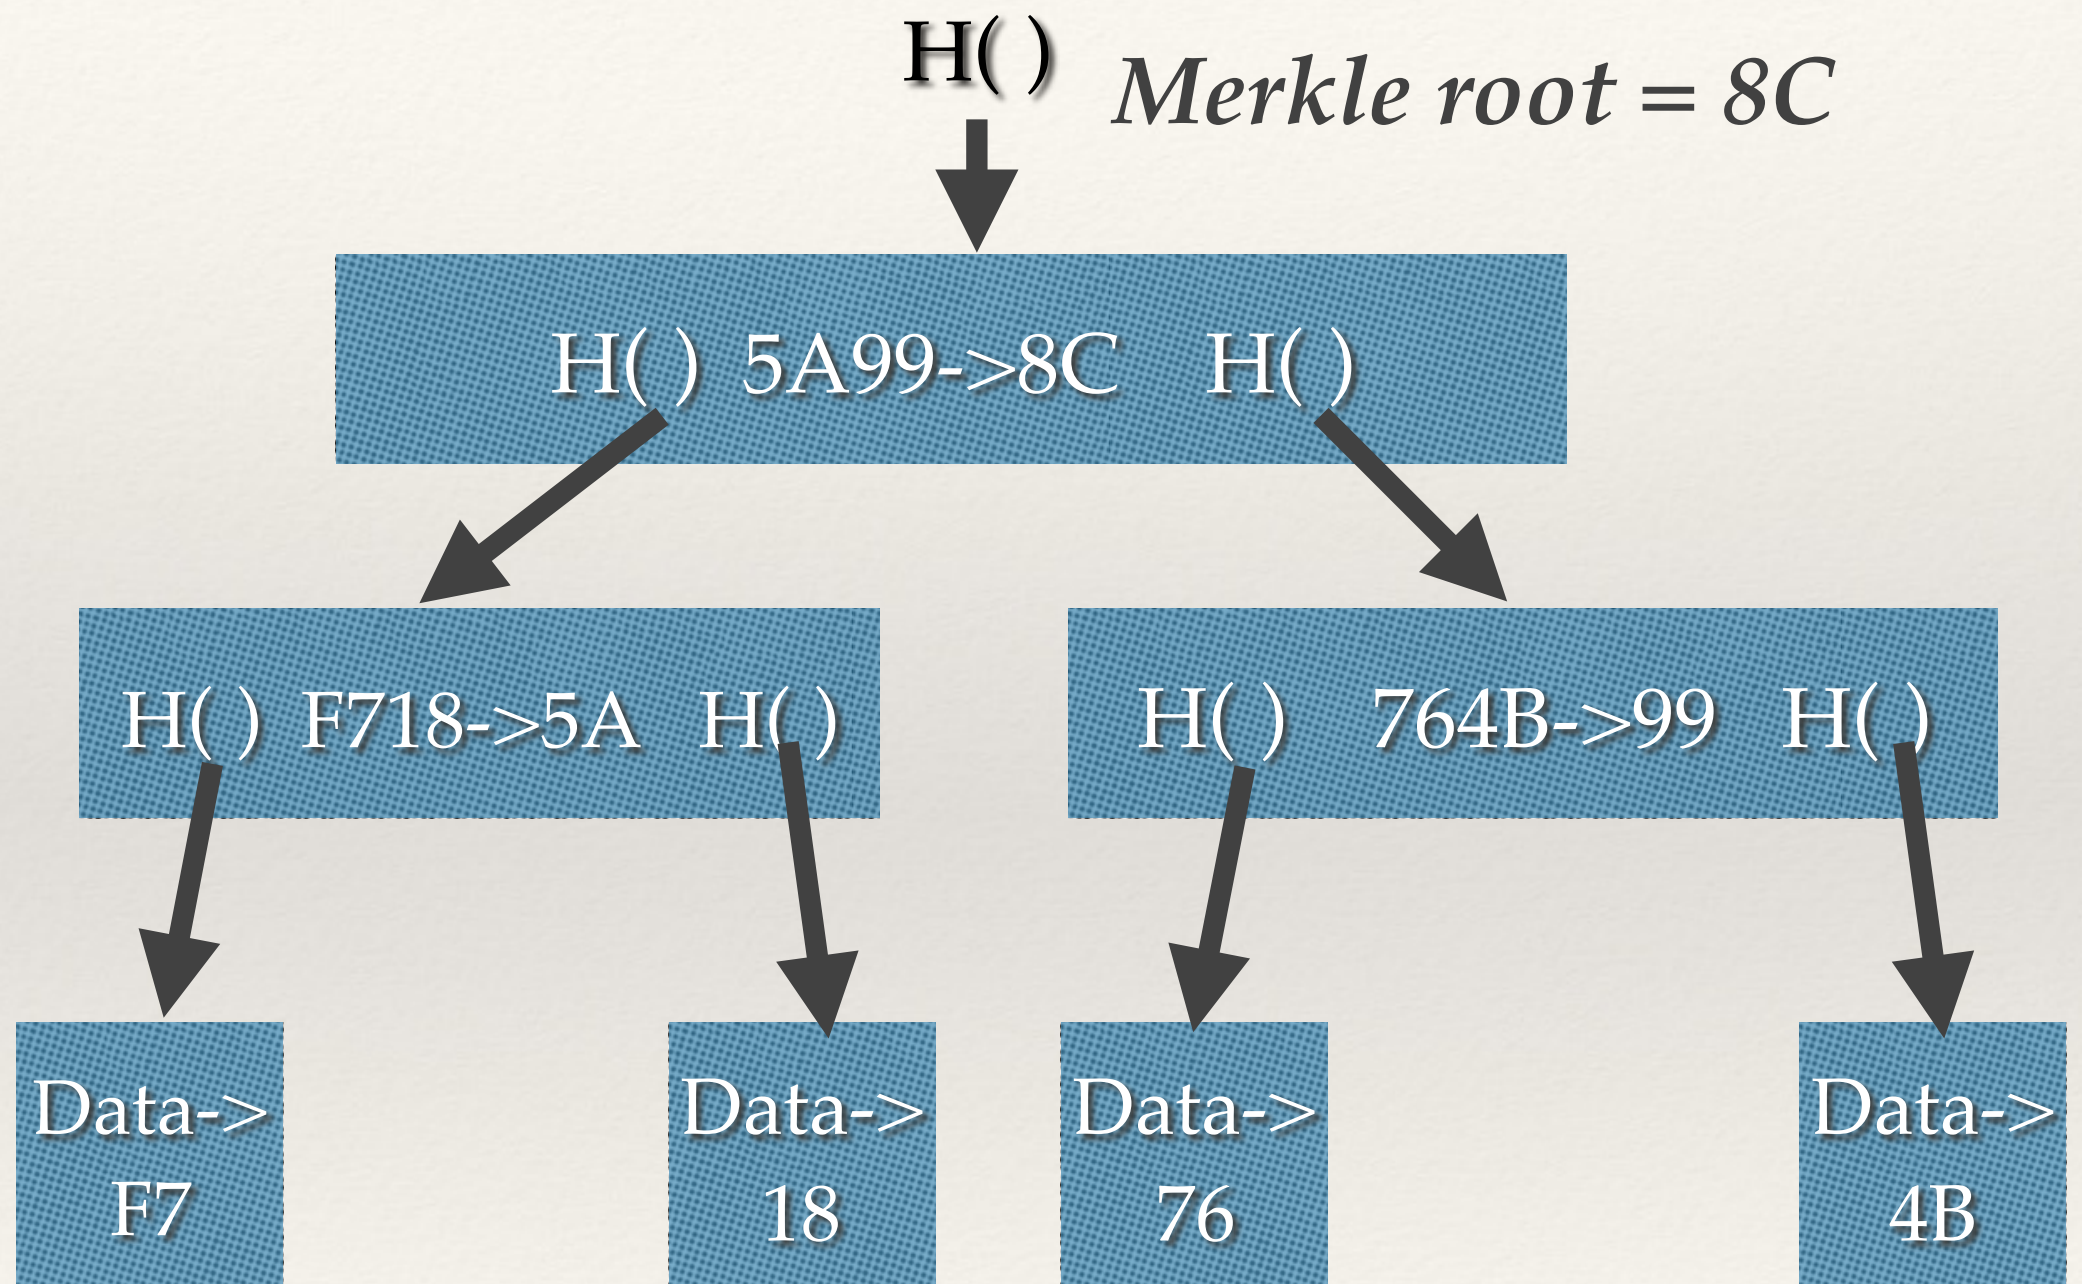 H( )
Merkle root = 8C
H( ) 5A99->8C H( )
H( ) F718->5A H( )
H( ) 764B->99 H( )
Data->
F7
Data->
18
Data->
76
Data->
4B